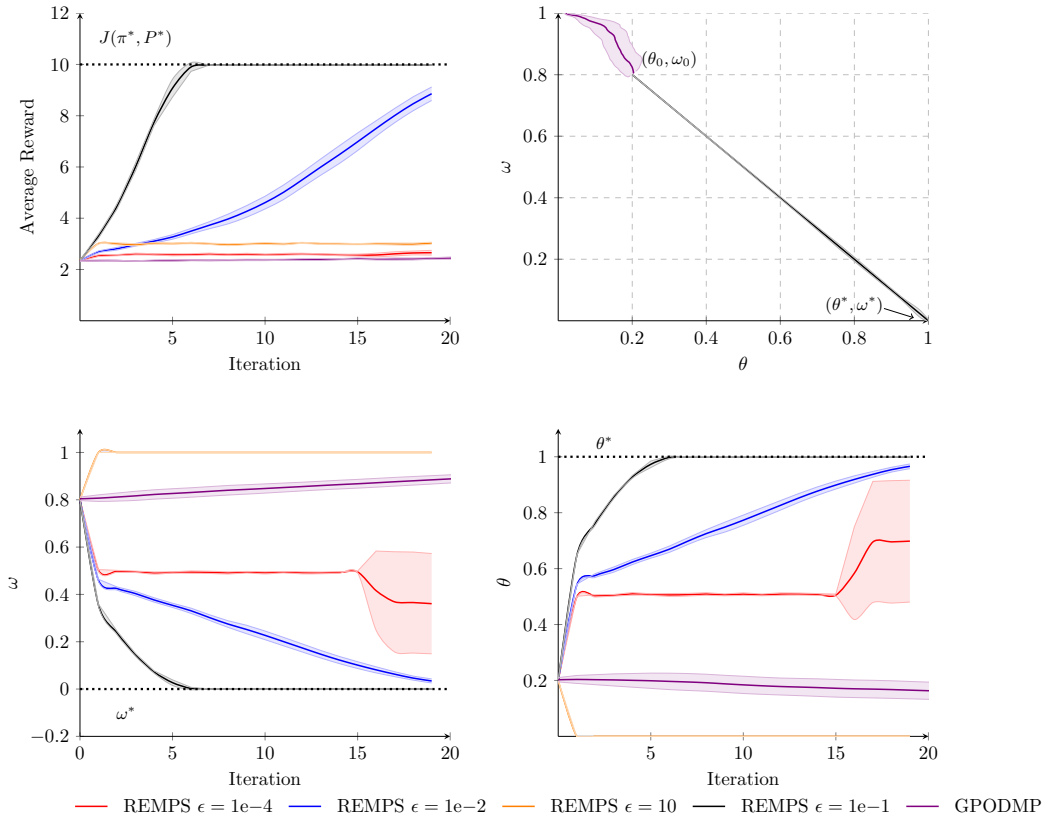 12
10
8
6
4
2
5
10
15
20
Average Reward
Iteration
J(π*, P*)
1
0.8
0.6
0.4
0.2
0.2
0.4
0.6
0.8
1
ω
θ
(θ₀, ω₀)
(θ*, ω*)
1
0.8
0.6
0.4
0.2
0
−0.2
0
5
10
15
20
ω
Iteration
ω*
1
0.8
0.6
0.4
0.2
5
10
15
20
θ
Iteration
θ*
REMPS ϵ = 1e−4
REMPS ϵ = 1e−2
REMPS ϵ = 10
REMPS ϵ = 1e−1
GPODMP